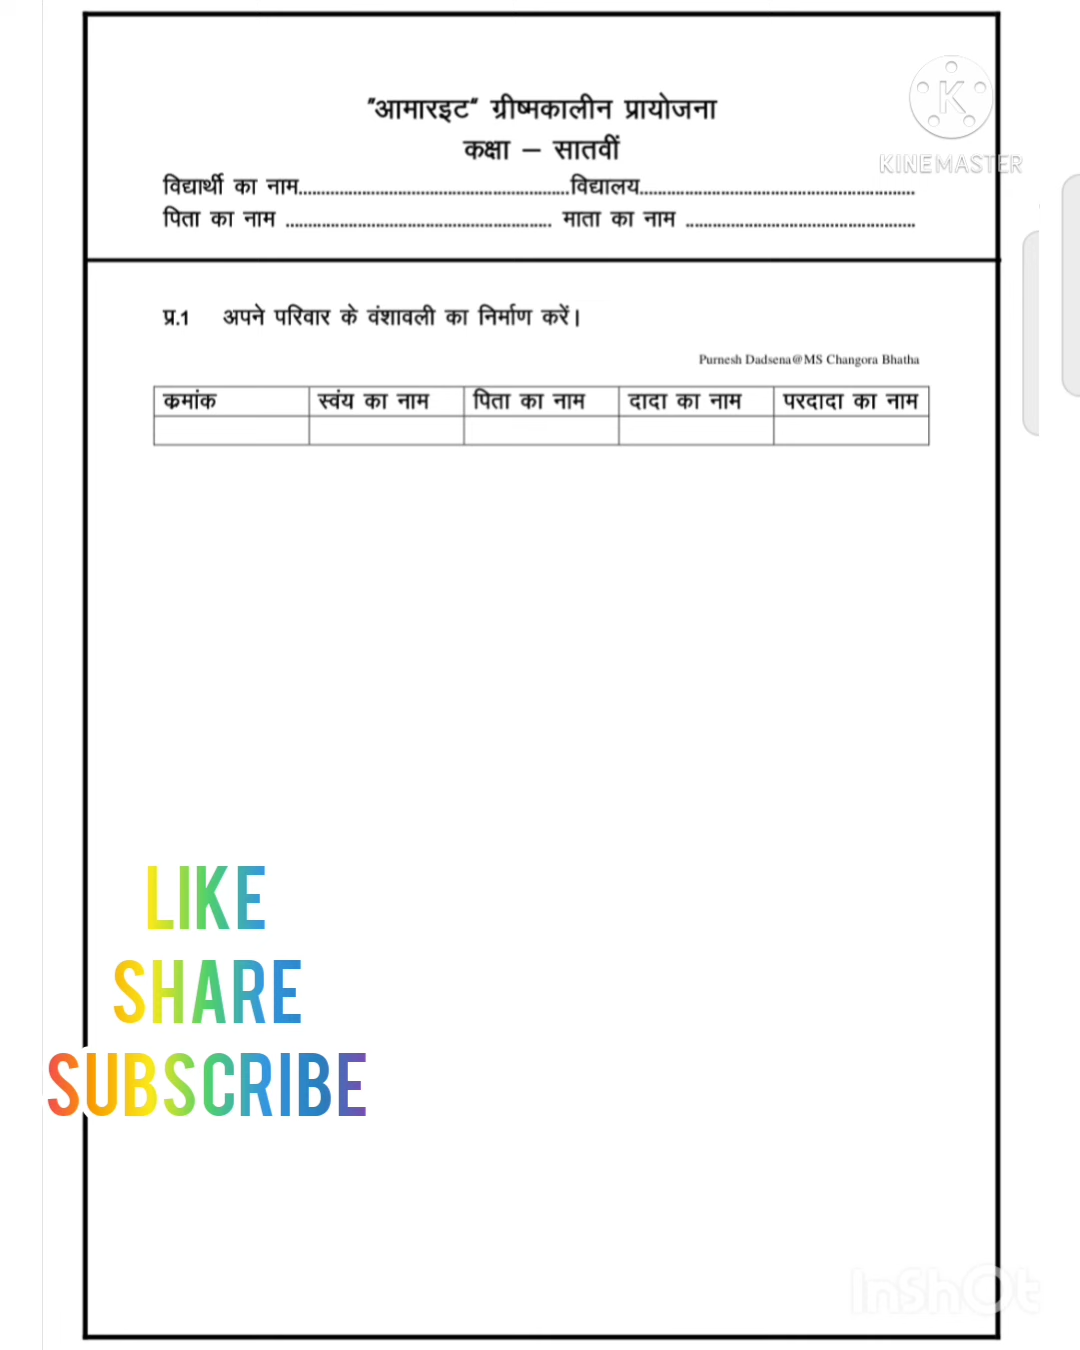 "आमारइट" ग्रीष्मकालीन प्रायोजना
कक्षा – सातवीं
विद्यार्थी का नाम..............................................................विद्यालय...............................................................
पिता का नाम ............................................................. माता का नाम .....................................................
प्र.1 अपने परिवार के वंशावली का निर्माण करें।
Purnesh Dadsena@MS Changora Bhatha
क्रमांक स्वंय का नाम पिता का नाम दादा का नाम परदादा का नाम
K
KINEMASTER
LIKE
SHARE
SUBSCRIBE
InShOt